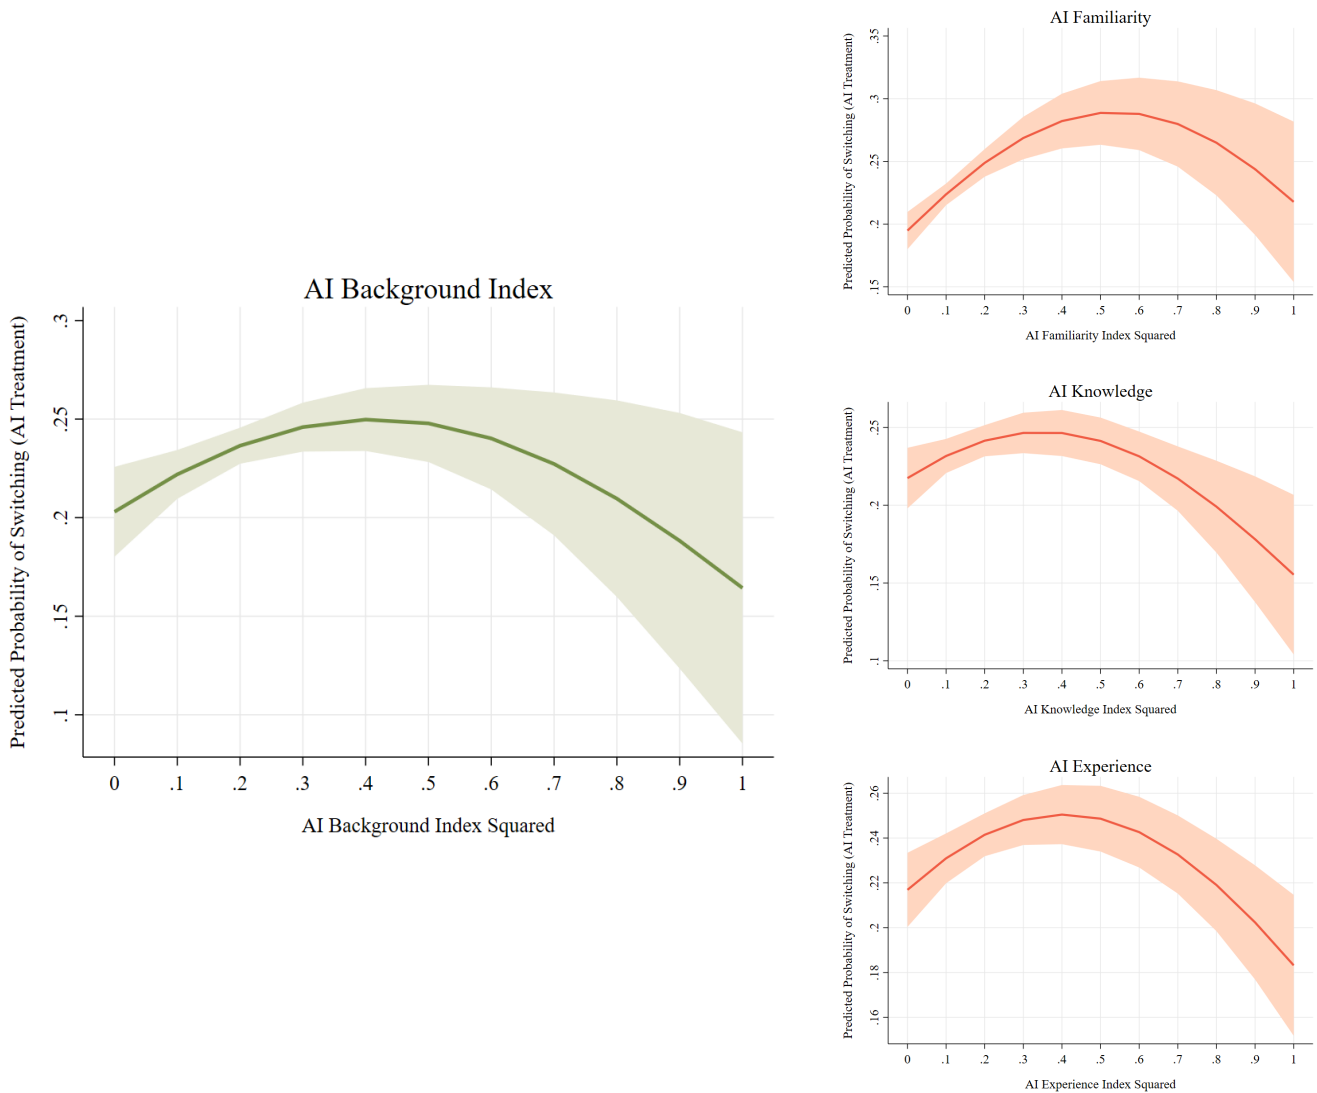 AI Background Index
Predicted Probability of Switching (AI Treatment)
.3
.25
.2
.15
.1
0 .1 .2 .3 .4 .5 .6 .7 .8 .9 1
AI Background Index Squared
AI Familiarity
Predicted Probability of Switching (AI Treatment)
.35
.3
.25
.2
.15
0 .1 .2 .3 .4 .5 .6 .7 .8 .9 1
AI Familiarity Index Squared
AI Knowledge
Predicted Probability of Switching (AI Treatment)
.25
.2
.15
.1
0 .1 .2 .3 .4 .5 .6 .7 .8 .9 1
AI Knowledge Index Squared
AI Experience
Predicted Probability of Switching (AI Treatment)
.26
.24
.22
.2
.18
.16
0 .1 .2 .3 .4 .5 .6 .7 .8 .9 1
AI Experience Index Squared